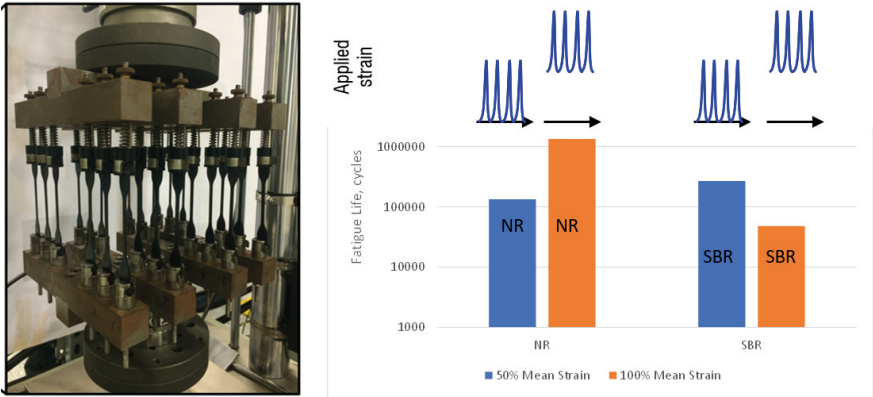 Applied
strain
Fatigue Life, cycles
1000000
100000
10000
1000
NR
NR
SBR
SBR
NR
SBR
50% Mean Strain
100% Mean Strain